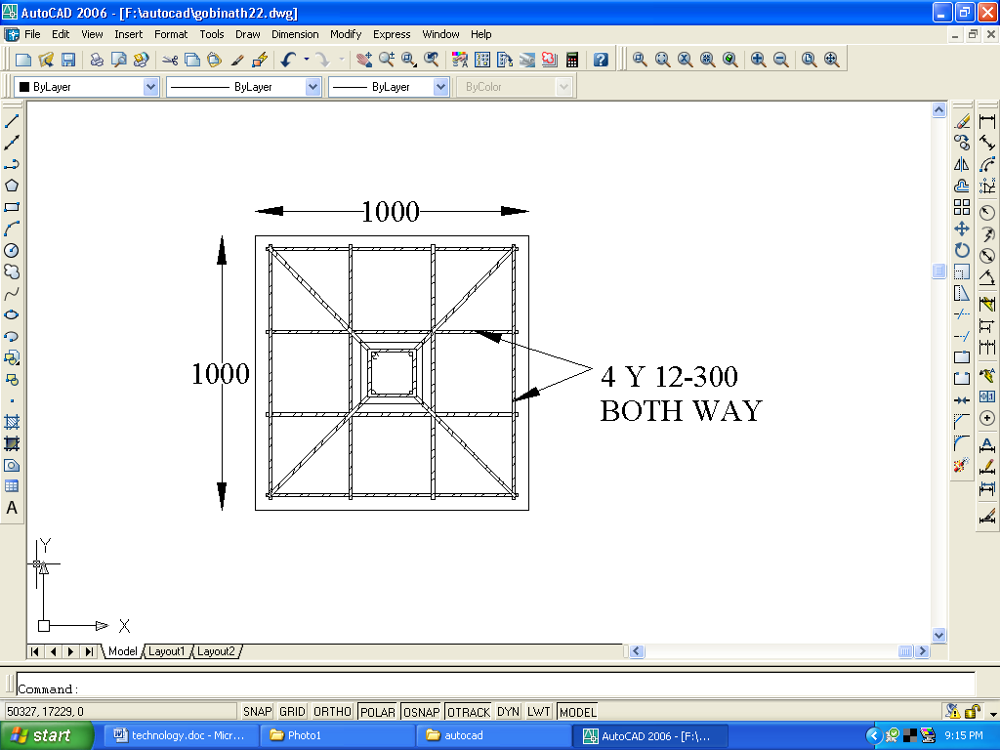 AutoCAD 2006 - [F:\autocad\gobinath22.dwg]
File Edit View Insert Format Tools Draw Dimension Modify Express Window Help
ByLayer ByLayer ByLayer ByColor
1000
1000
4 Y 12-300
BOTH WAY
A
A
Y
X
Model Layout1 Layout2
Command:
50327, 17229, 0 SNAP GRID ORTHO POLAR OSNAP OTRACK DYN LWT MODEL
start technology.doc - Micr... Photo1 autocad AutoCAD 2006 - [F:\... 9:15 PM